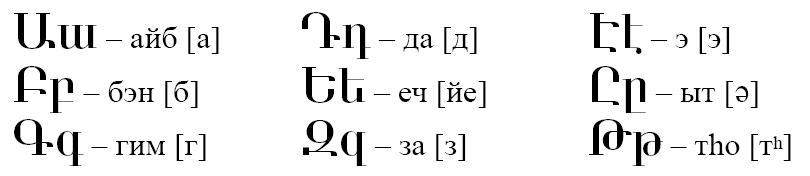 Աա – айб [а] Դդ – да [д] Էէ – э [э]
Բբ – бэн [б] Եե – еч [йе] Ըը – ыт [ə]
Գգ – гим [г] Զզ – за [з] Թթ – тhо [тʰ]